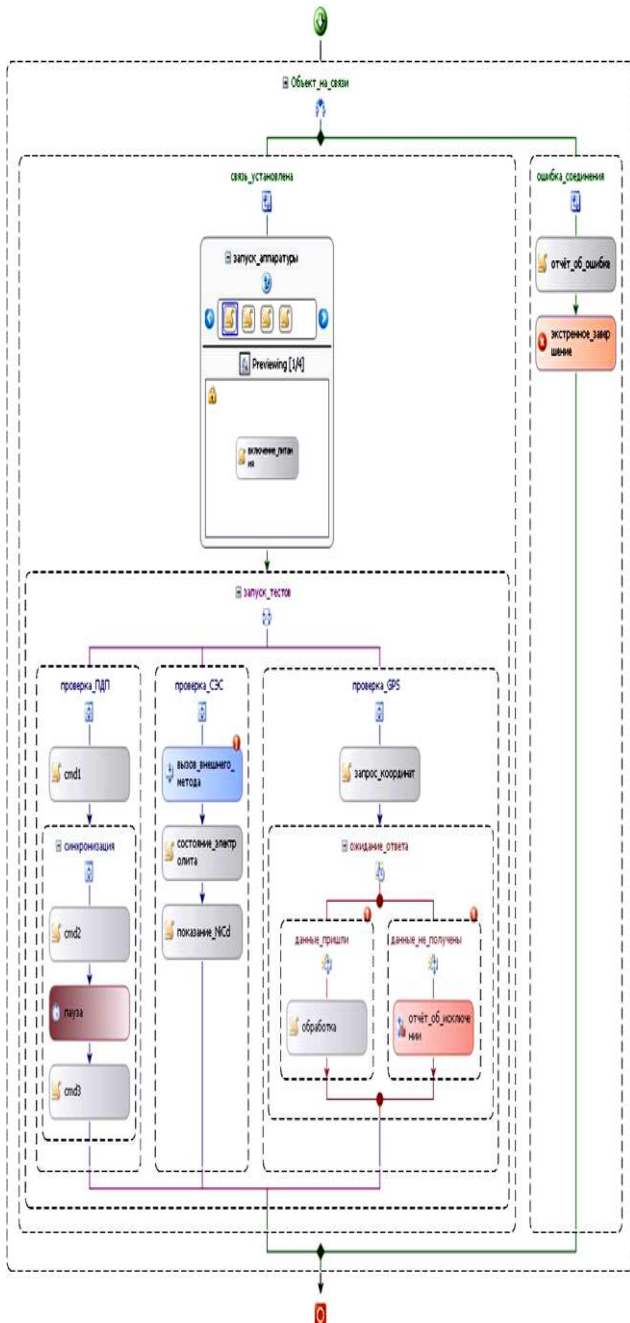 Объект_на_связи
связь_установлена
ошибка_соединения
запуск_аппаратуры
Previewing [1/4]
включение_питан
ия
отчёт_об_ошибке
экстренное_завер
шение
запуск_тестов
проверка_ПДП
проверка_СЭС
проверка_GPS
cmd1
вызов_внешнего_
метода
запрос_координат
синхронизация
состояние_электр
олита
ожидание_ответа
cmd2
показание_NiCd
данные_пришли
данные_не_получены
пауза
обработка
отчёт_об_исключе
нии
cmd3